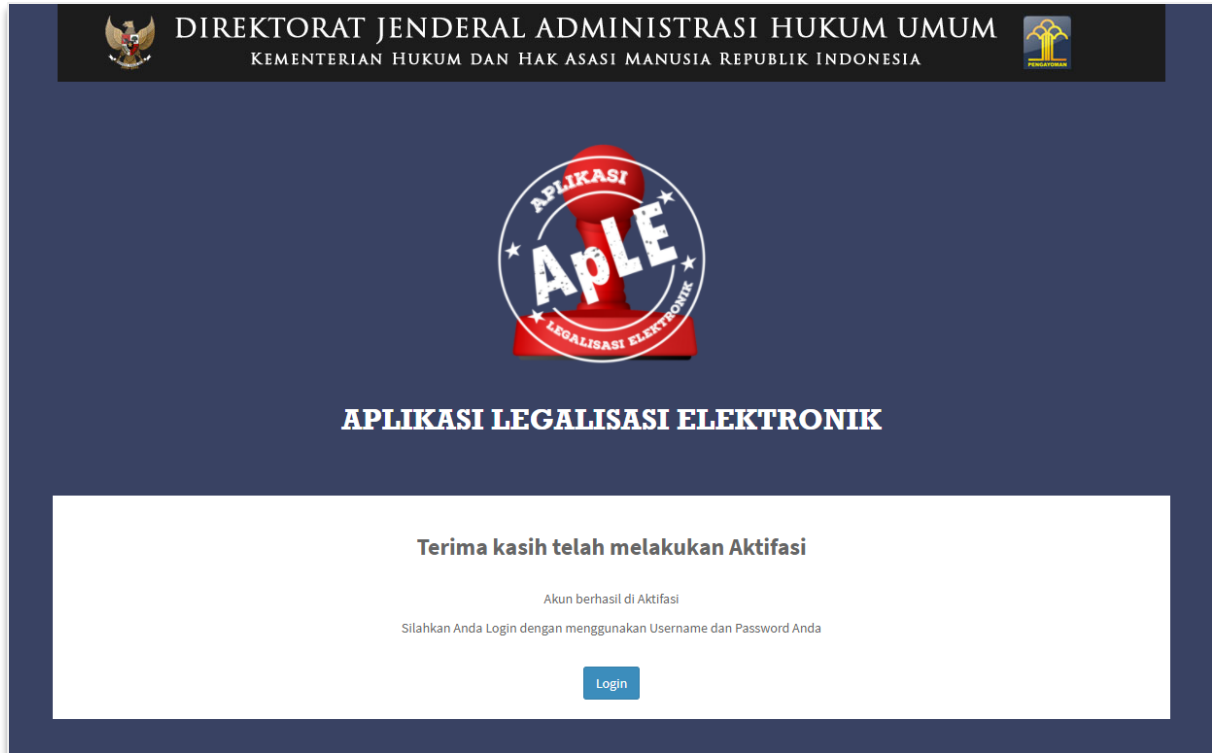 DIREKTORAT JENDERAL ADMINISTRASI HUKUM UMUM
KEMENTERIAN HUKUM DAN HAK ASASI MANUSIA REPUBLIK INDONESIA
PENGAYOMAN
APLIKASI
ApLE
LEGALISASI ELEKTRONIK
APLIKASI LEGALISASI ELEKTRONIK
Terima kasih telah melakukan Aktifasi
Akun berhasil di Aktifasi
Silahkan Anda Login dengan menggunakan Username dan Password Anda
Login